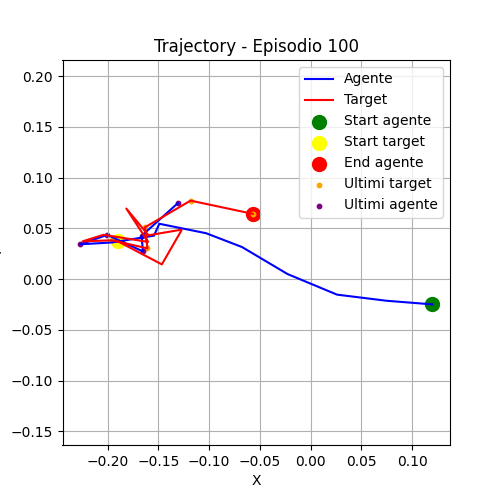 Trajectory - Episodio 100
Agente
Target
Start agente
Start target
End agente
Ultimi target
Ultimi agente
0.20
0.15
0.10
0.05
0.00
−0.05
−0.10
−0.15
−0.20 −0.15 −0.10 −0.05 0.00 0.05 0.10
X